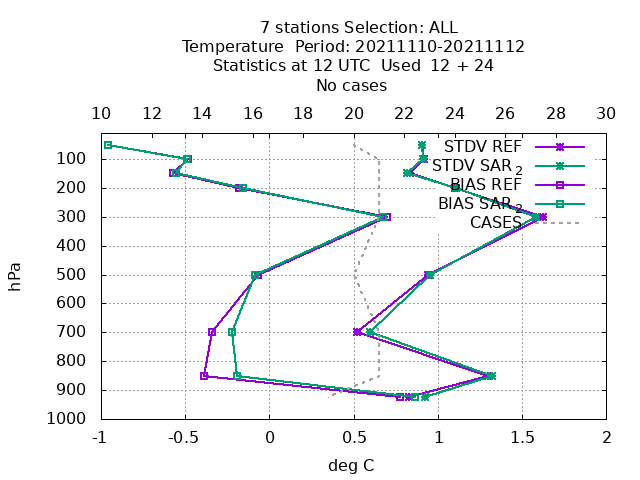 7 stations Selection: ALL
Temperature  Period: 20211110-20211112
Statistics at 12 UTC  Used  12 + 24
No cases
10 12 14 16 18 20 22 24 26 28 30
STDV REF
STDV SAR2
BIAS REF
BIAS SAR2
CASES
100
200
300
400
500
600
700
800
900
1000
hPa
-1 -0.5 0 0.5 1 1.5 2
deg C